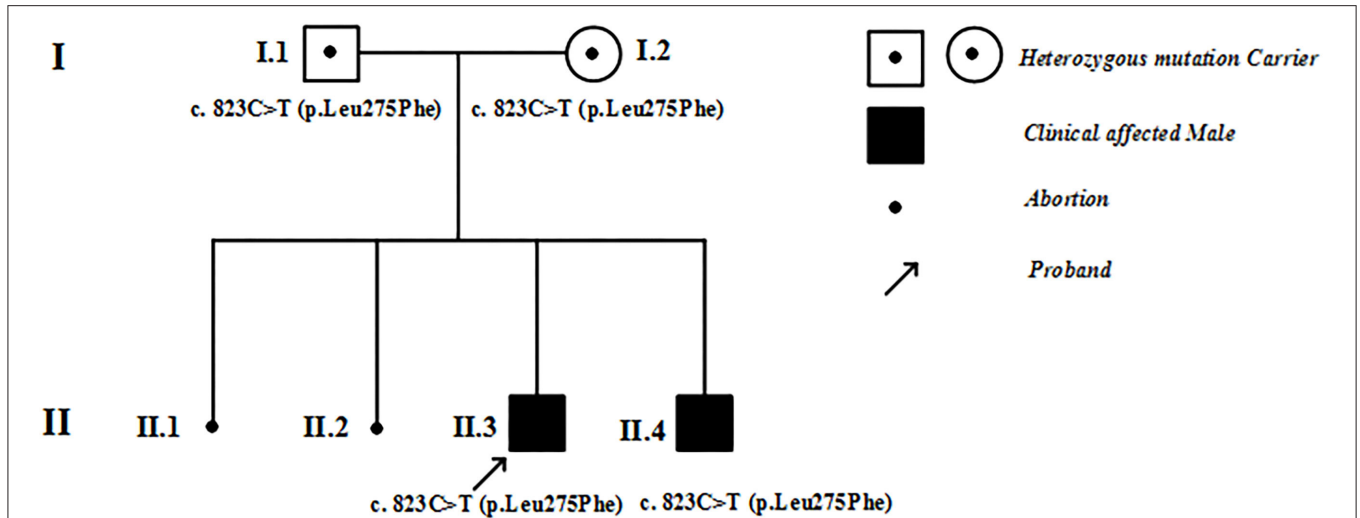 I
I.1
I.2
c. 823C>T (p.Leu275Phe)
c. 823C>T (p.Leu275Phe)
Heterozygous mutation Carrier
Clinical affected Male
Abortion
Proband
II
II.1
II.2
II.3
II.4
c. 823C>T (p.Leu275Phe)
c. 823C>T (p.Leu275Phe)